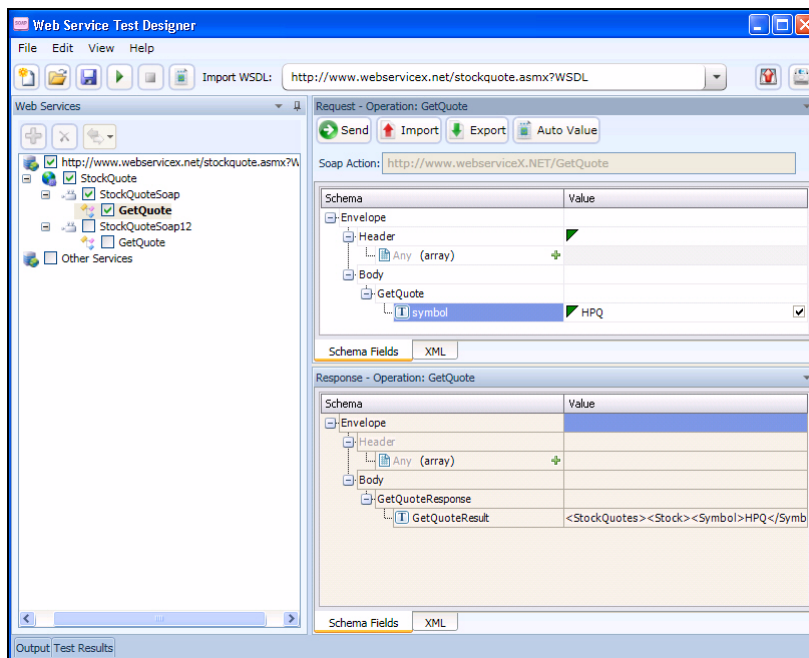 SOAP Web Service Test Designer
File Edit View Help
Import WSDL: http://www.webservicex.net/stockquote.asmx?WSDL
Web Services
http://www.webservicex.net/stockquote.asmx?W
StockQuote
StockQuoteSoap
GetQuote
StockQuoteSoap12
GetQuote
Other Services
Request - Operation: GetQuote
Send Import Export Auto Value
Soap Action: http://www.webserviceX.NET/GetQuote
Schema Value
Envelope
Header
Any (array)
Body
GetQuote
T symbol HPQ
Schema Fields XML
Response - Operation: GetQuote
Schema Value
Envelope
Header
Any (array)
Body
GetQuoteResponse
T GetQuoteResult <StockQuotes><Stock><Symbol>HPQ</Symb
Schema Fields XML
Output Test Results